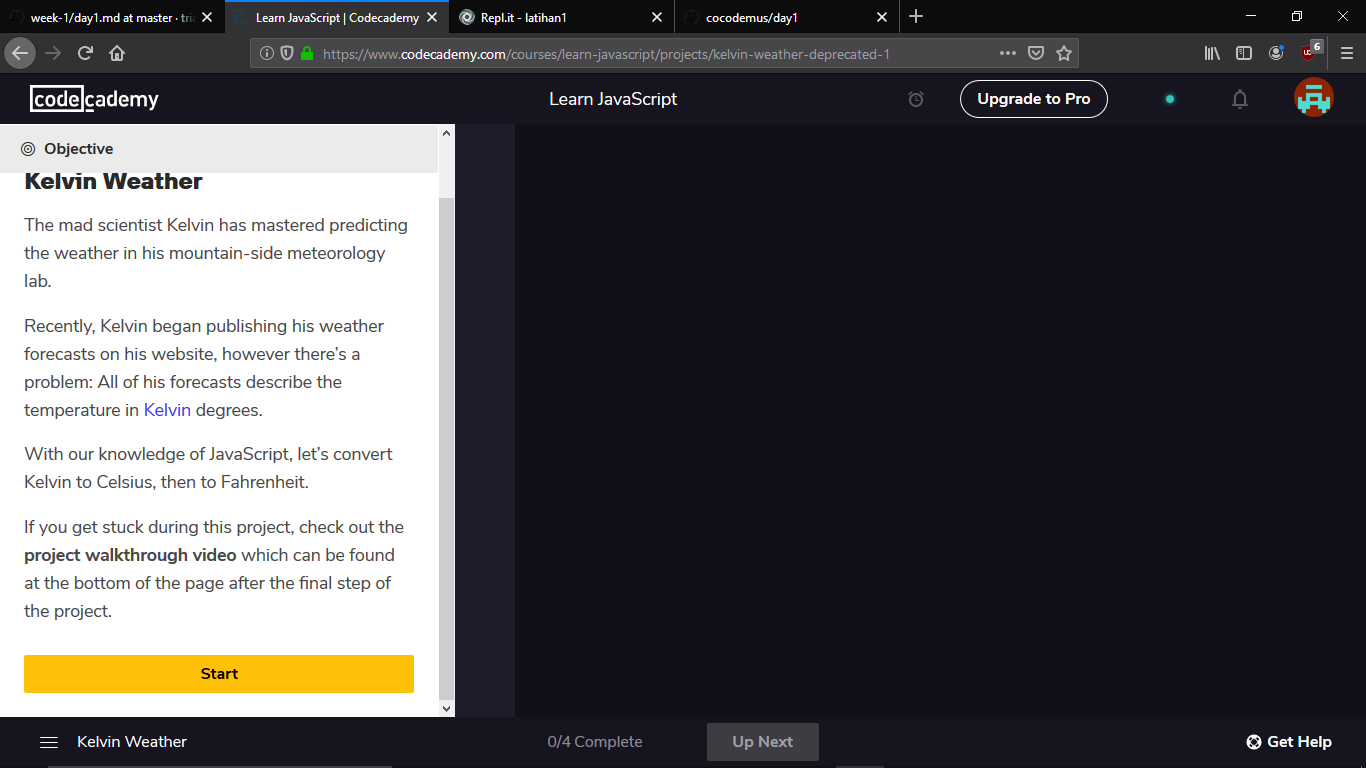 week-1/day1.md at master · tri
Learn JavaScript | Codecademy
Repl.it - latihan1
cocodemus/day1
https://www.codecademy.com/courses/learn-javascript/projects/kelvin-weather-deprecated-1
6
codecademy
Learn JavaScript
Upgrade to Pro
Objective
Kelvin Weather
The mad scientist Kelvin has mastered predicting
the weather in his mountain-side meteorology
lab.
Recently, Kelvin began publishing his weather
forecasts on his website, however there's a
problem: All of his forecasts describe the
temperature in Kelvin degrees.
With our knowledge of JavaScript, let's convert
Kelvin to Celsius, then to Fahrenheit.
If you get stuck during this project, check out the
project walkthrough video which can be found
at the bottom of the page after the final step of
the project.
Start
Kelvin Weather
0/4 Complete
Up Next
Get Help